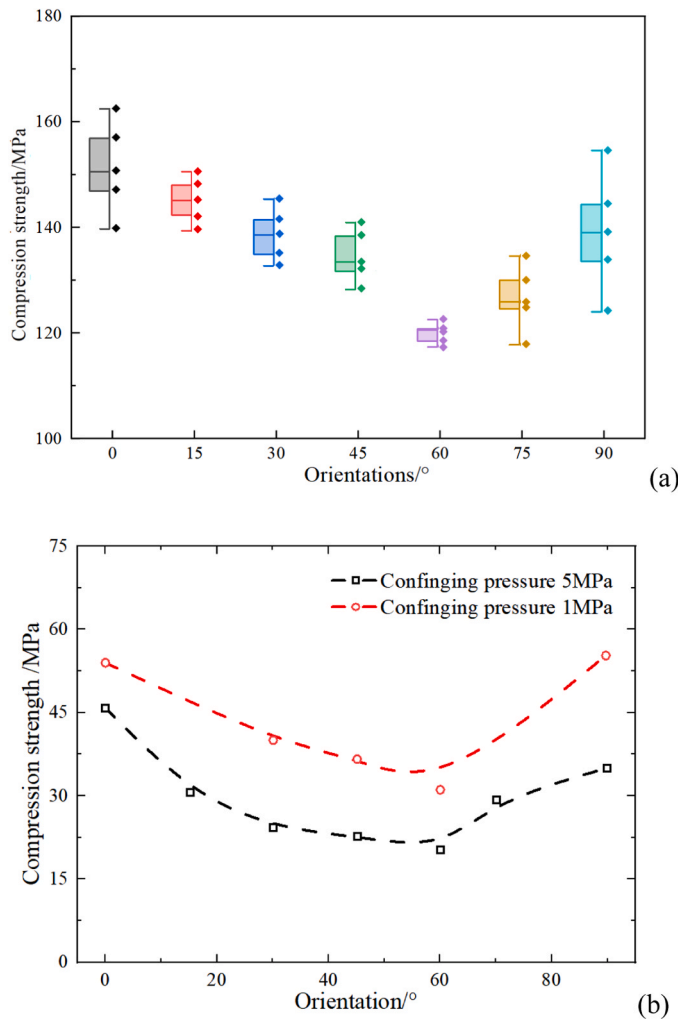 180
160
140
120
100
Compression strength/MPa
0 15 30 45 60 75 90
Orientations/°
(a)
75
60
45
30
15
0
Compression strength /MPa
Confinging pressure 5MPa
Confinging pressure 1MPa
0 20 40 60 80
Orientation/°
(b)